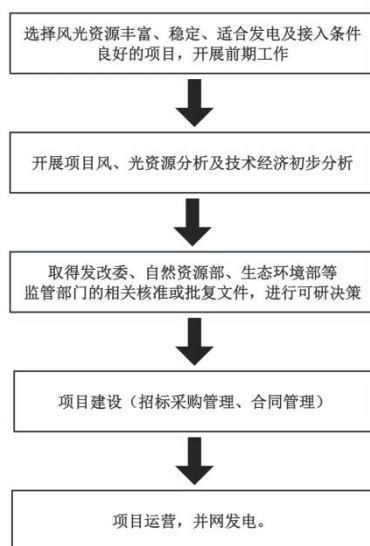 选择风光资源丰富、稳定、适合发电及接入条件
良好的项目，开展前期工作
开展项目风、光资源分析及技术经济初步分析
取得发改委、自然资源部、生态环境部等
监管部门的相关核准或批复文件，进行可研决策
项目建设（招标采购管理、合同管理）
项目运营，并网发电。